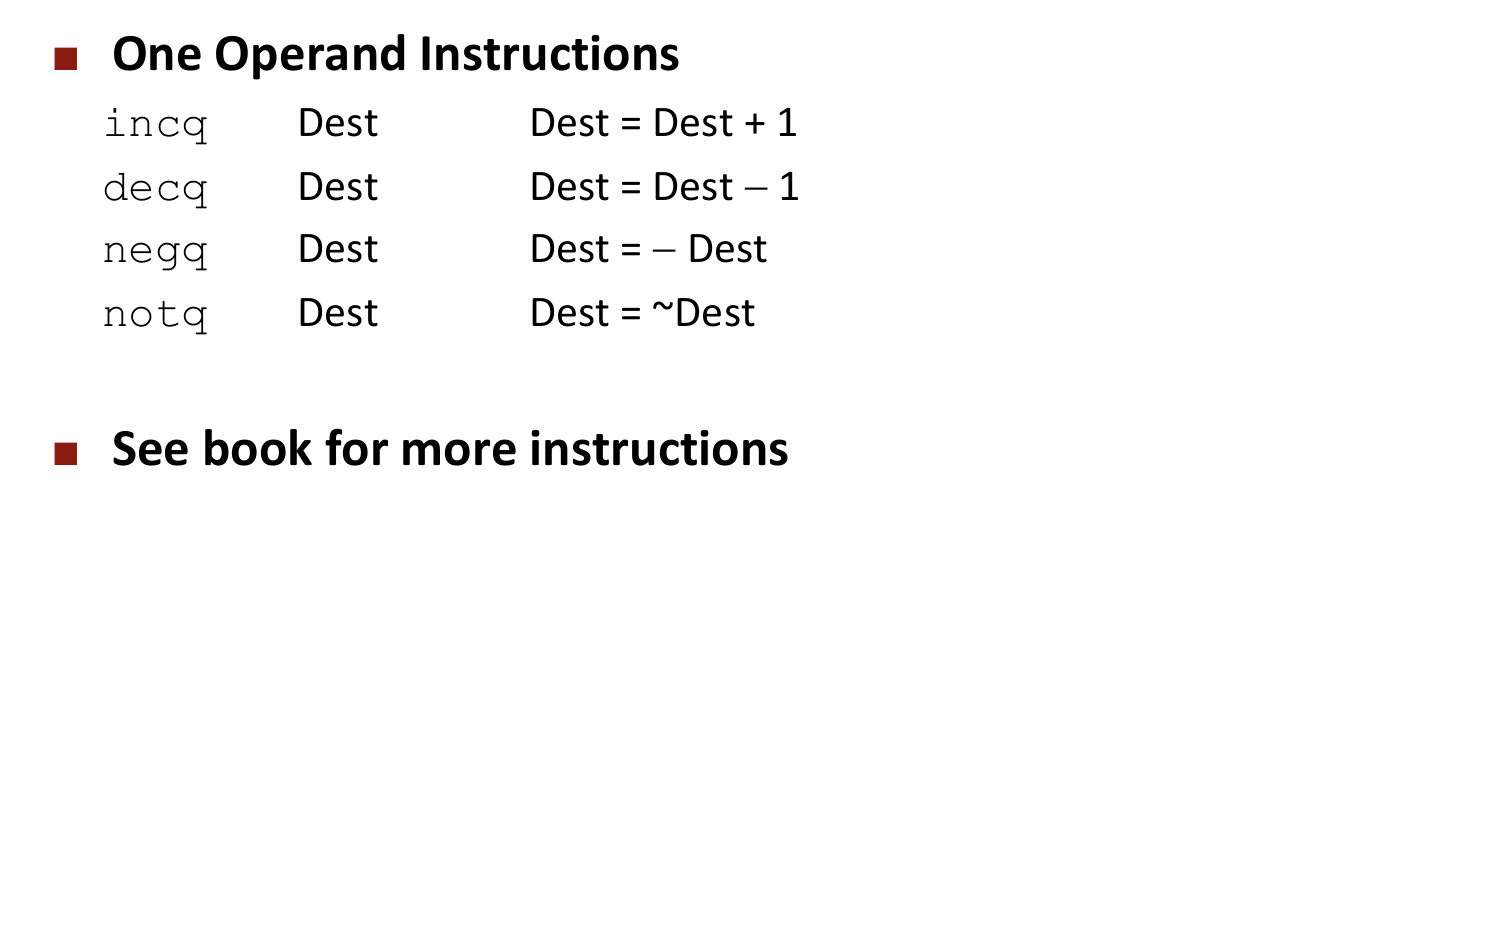 ■ One Operand Instructions
incq Dest Dest = Dest + 1
decq Dest Dest = Dest − 1
negq Dest Dest = − Dest
notq Dest Dest = ~Dest
■ See book for more instructions